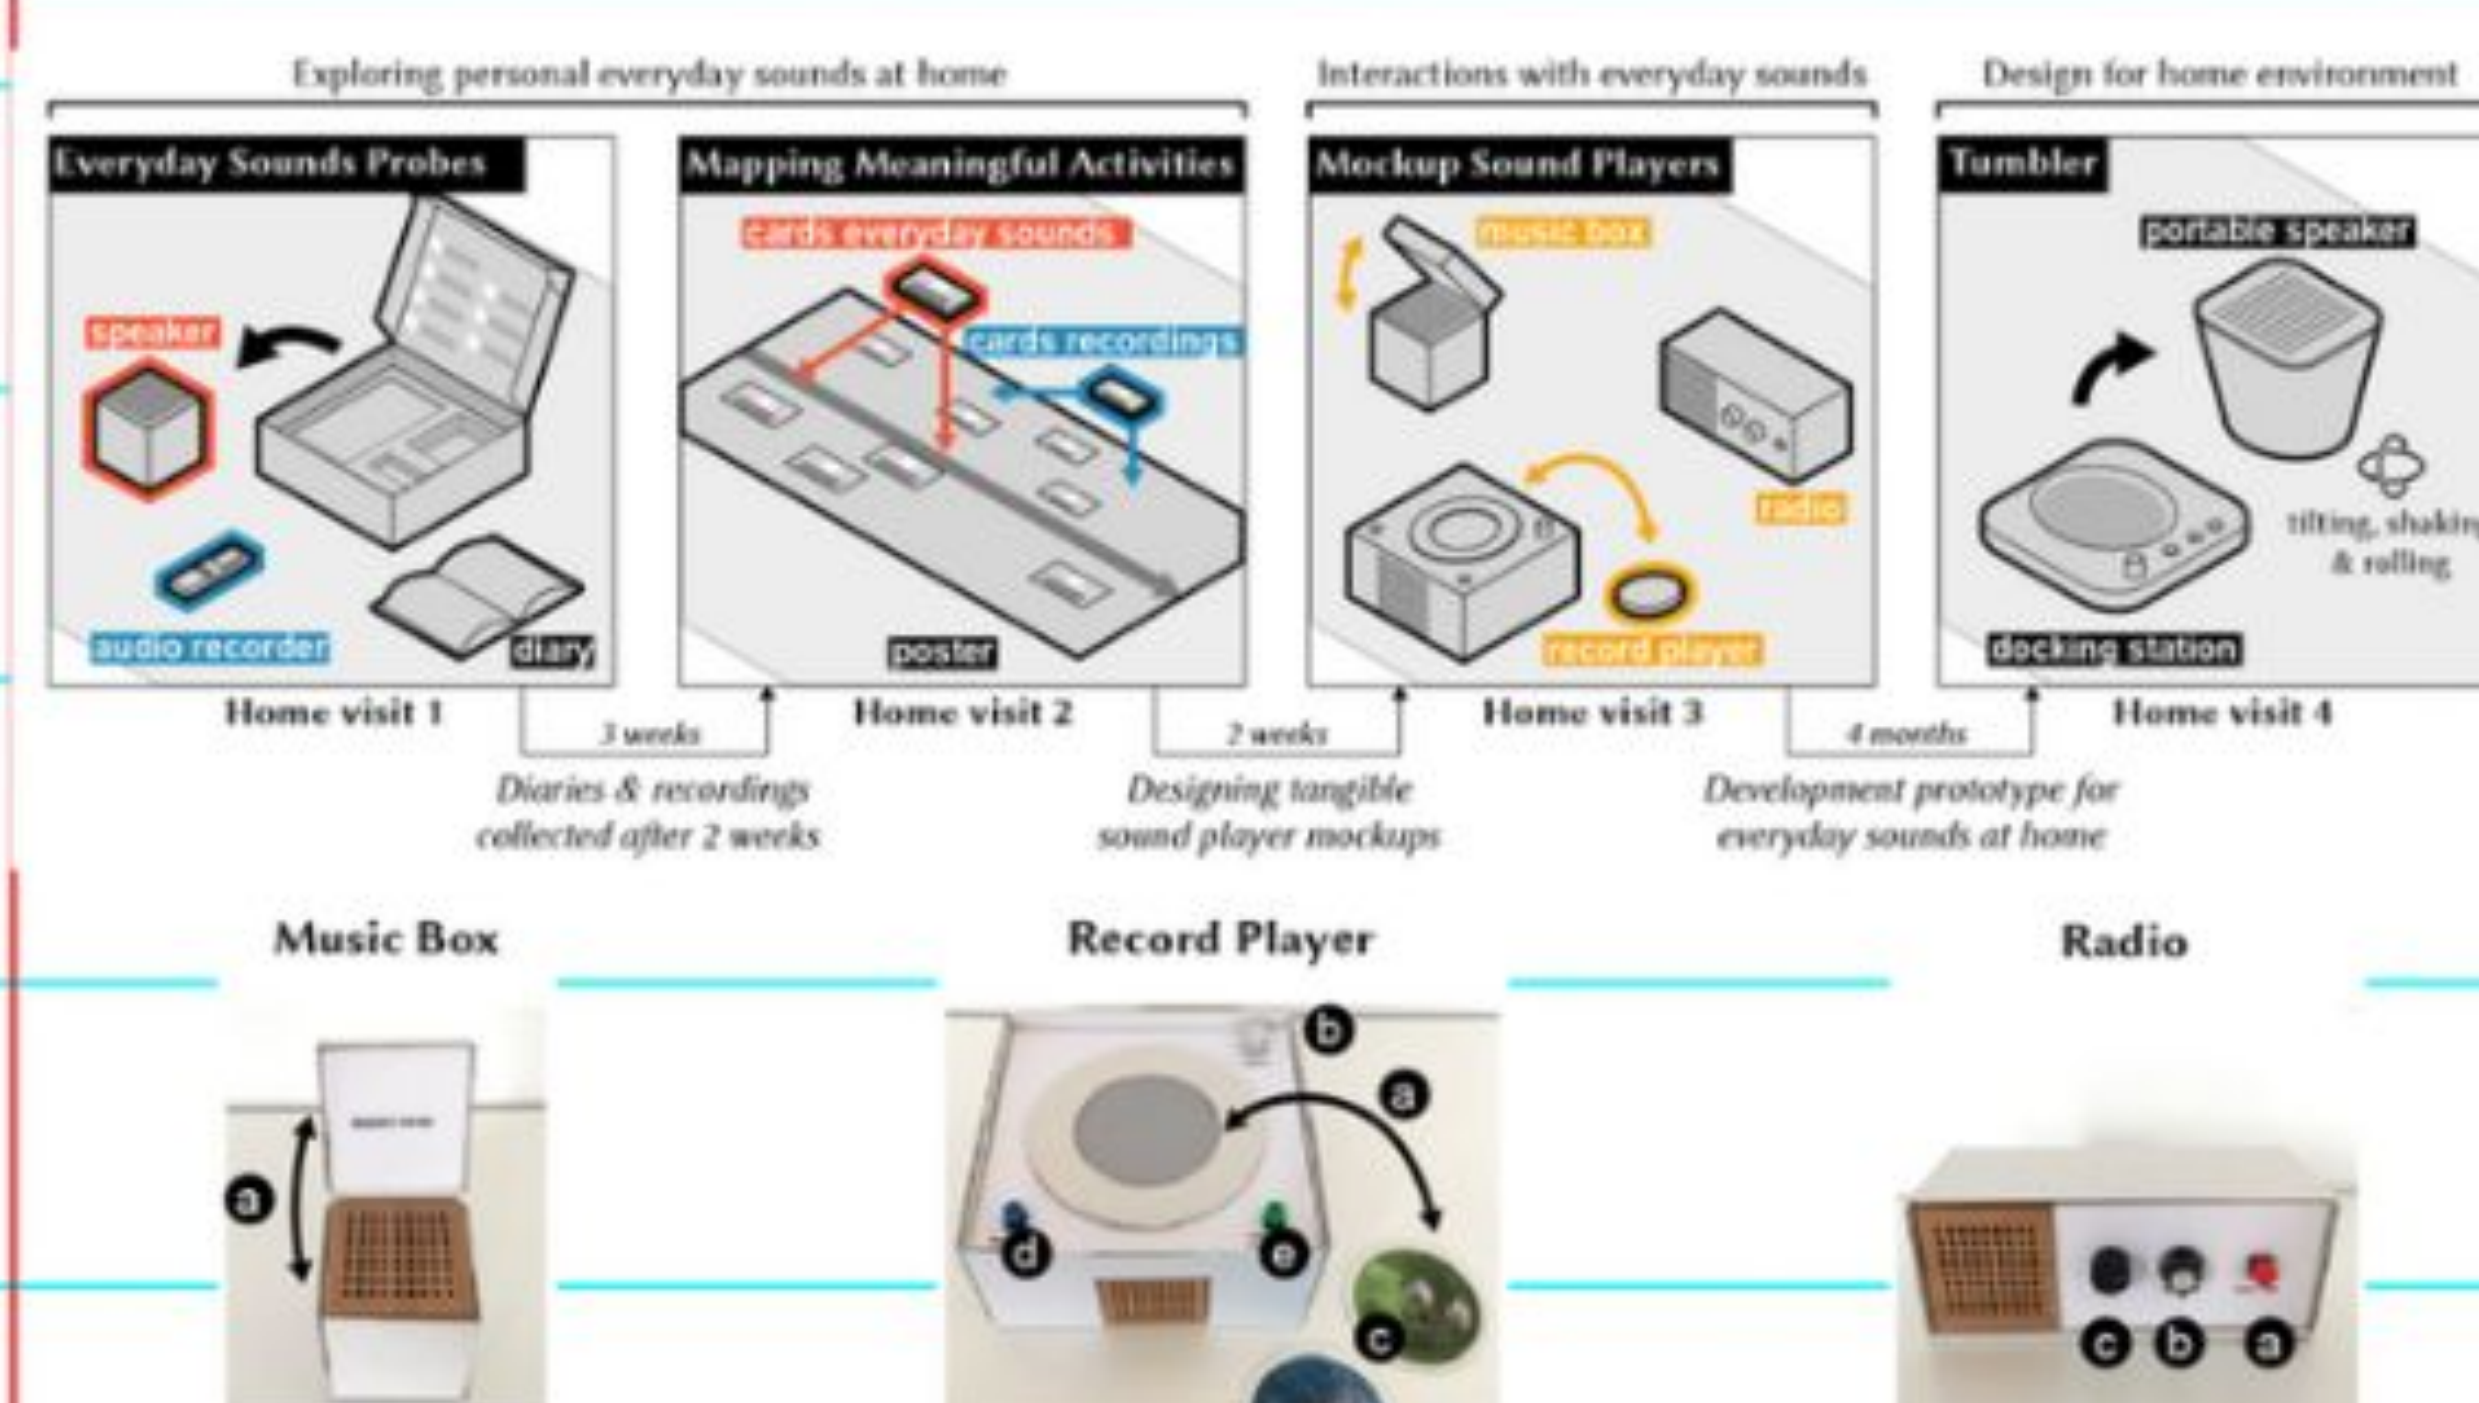 Exploring personal everyday sounds at home
Interactions with everyday sounds
Design for home environment
Everyday Sounds Probes
speaker
audio recorder
diary
Home visit 1
Mapping Meaningful Activities
cards everyday sounds
cards recordings
poster
Home visit 2
Mockup Sound Players
music box
radio
record player
Home visit 3
Tumbler
portable speaker
tilting, shaking
& rolling
docking station
Home visit 4
3 weeks
Diaries & recordings
collected after 2 weeks
2 weeks
Designing tangible
sound player mockups
4 months
Development prototype for
everyday sounds at home
Music Box
Record Player
Radio
a
b
a
d
e
c
c b a